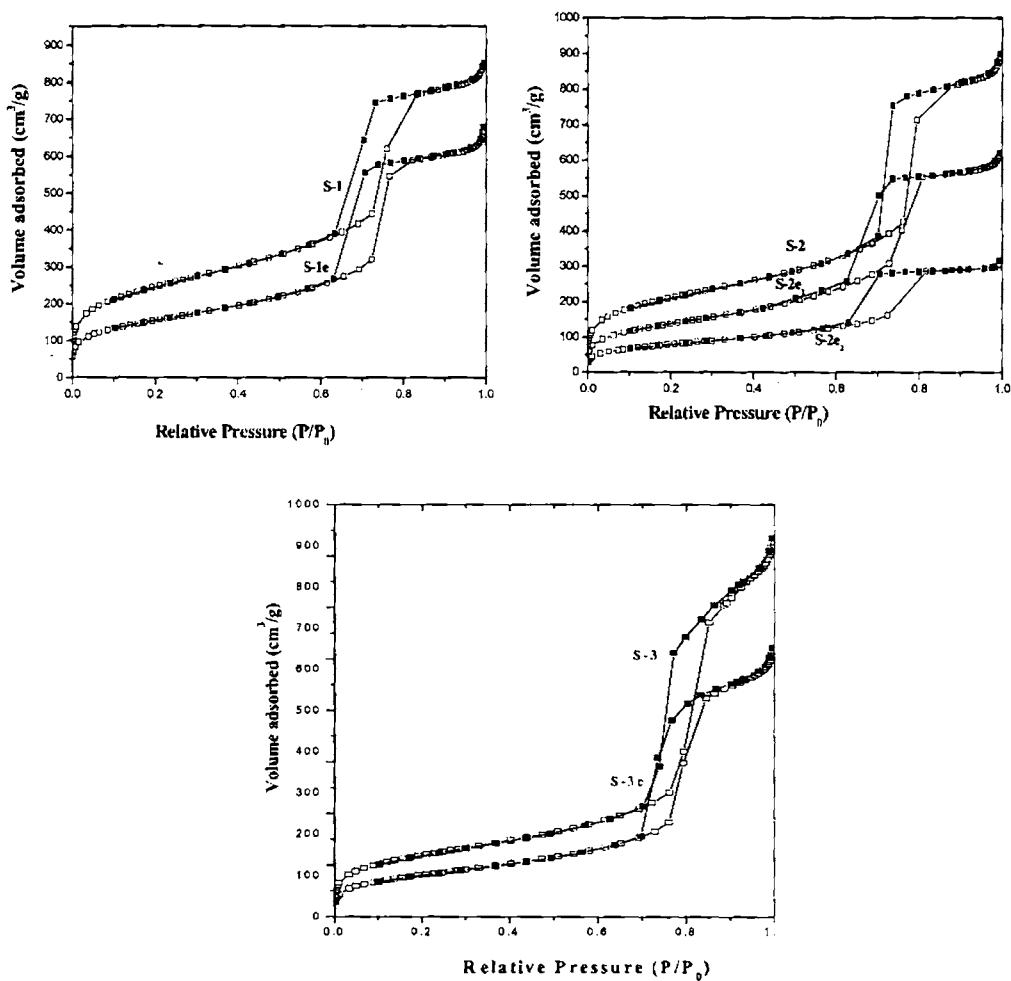 Volume adsorbed (cm³/g)
900
800
700
600
500
400
300
200
100
0
S-1
S-1e
0.0 0.2 0.4 0.6 0.8 1.0
Relative Pressure (P/P₀)
Volume adsorbed (cm³/g)
1000
900
800
700
600
500
400
300
200
100
0
S-2
S-2e₁
S-2e₂
0.0 0.2 0.4 0.6 0.8 1.0
Relative Pressure (P/P₀)
Volume adsorbed (cm³/g)
1000
900
800
700
600
500
400
300
200
100
0
S-3
S-3e
0.0 0.2 0.4 0.6 0.8 1.
Relative Pressure (P/P₀)